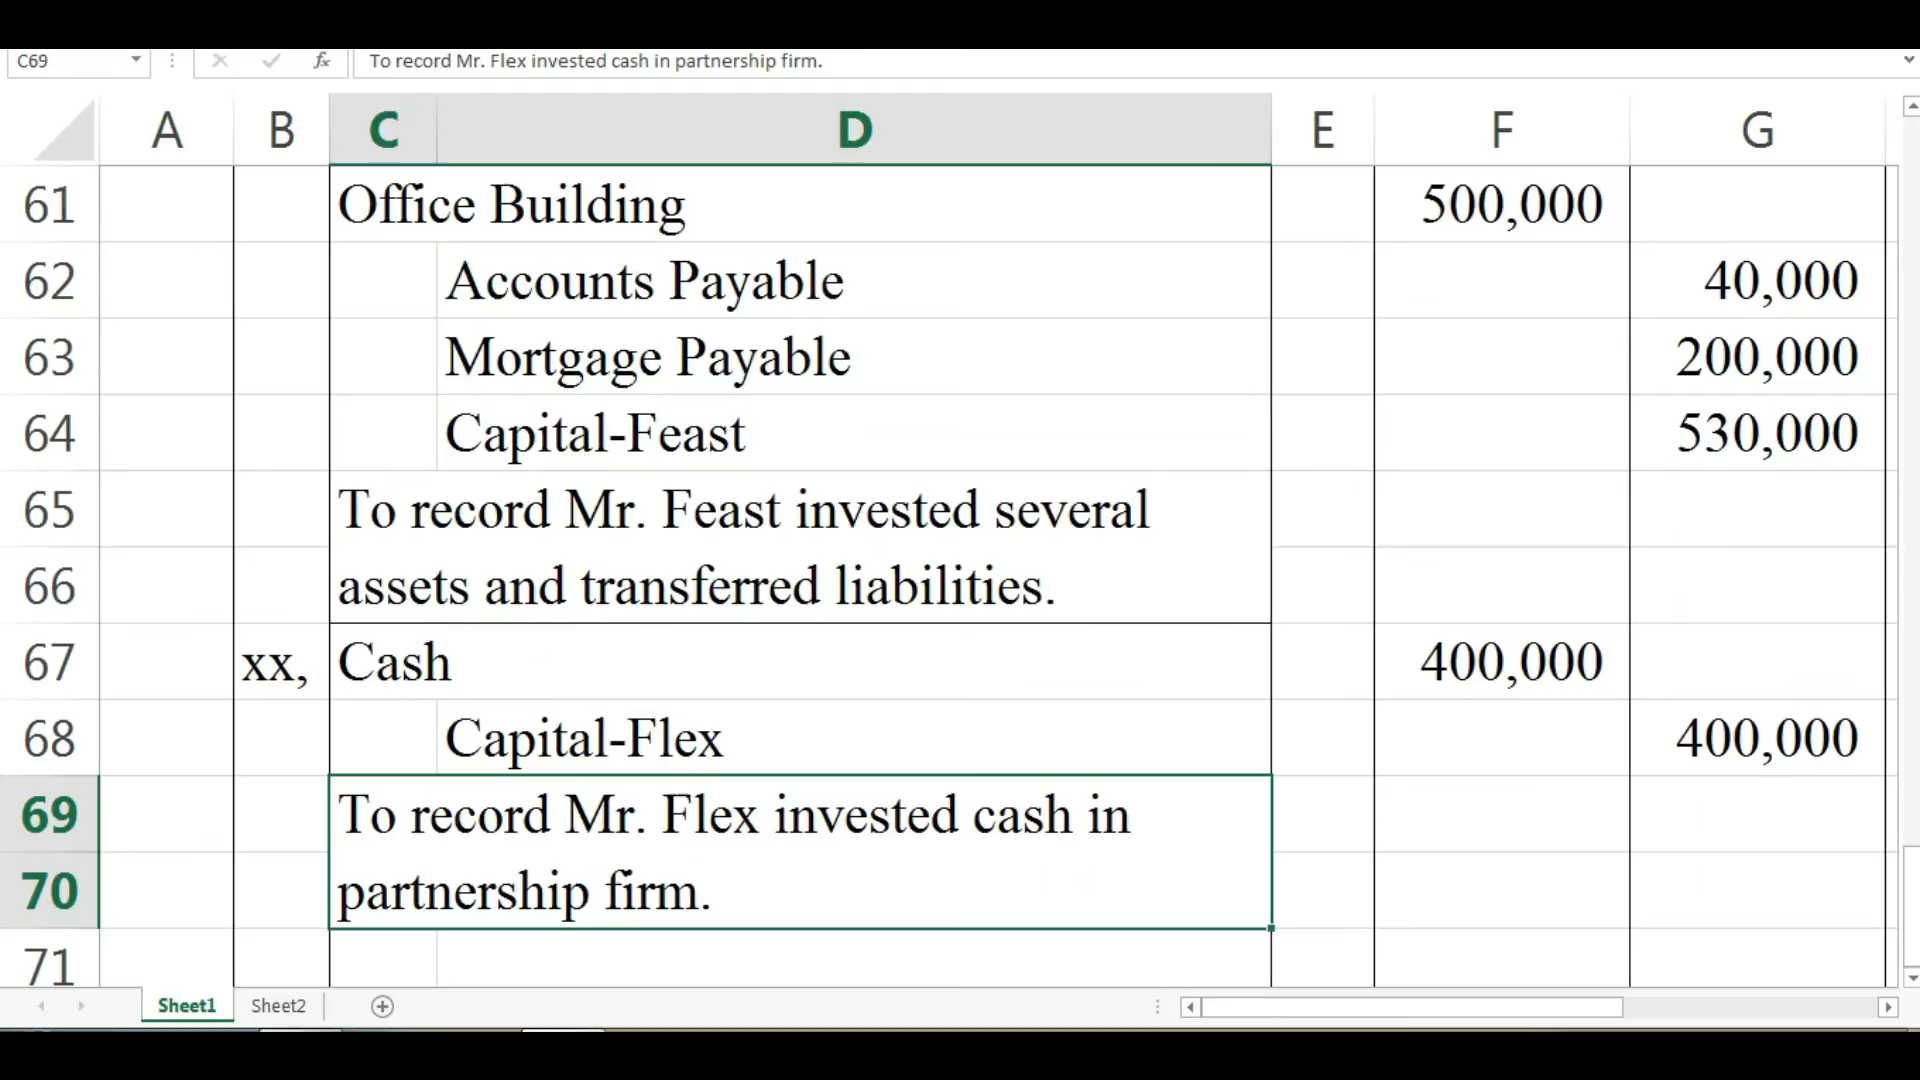 C69 fx To record Mr. Flex invested cash in partnership firm.
A B C D E F G
61 Office Building 500,000
62 Accounts Payable 40,000
63 Mortgage Payable 200,000
64 Capital-Feast 530,000
65 To record Mr. Feast invested several
66 assets and transferred liabilities.
67 xx, Cash 400,000
68 Capital-Flex 400,000
69 To record Mr. Flex invested cash in
70 partnership firm.
71
Sheet1 Sheet2